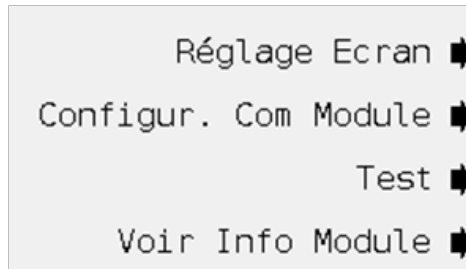 Réglage Ecran
Configur. Com Module
Test
Voir Info Module